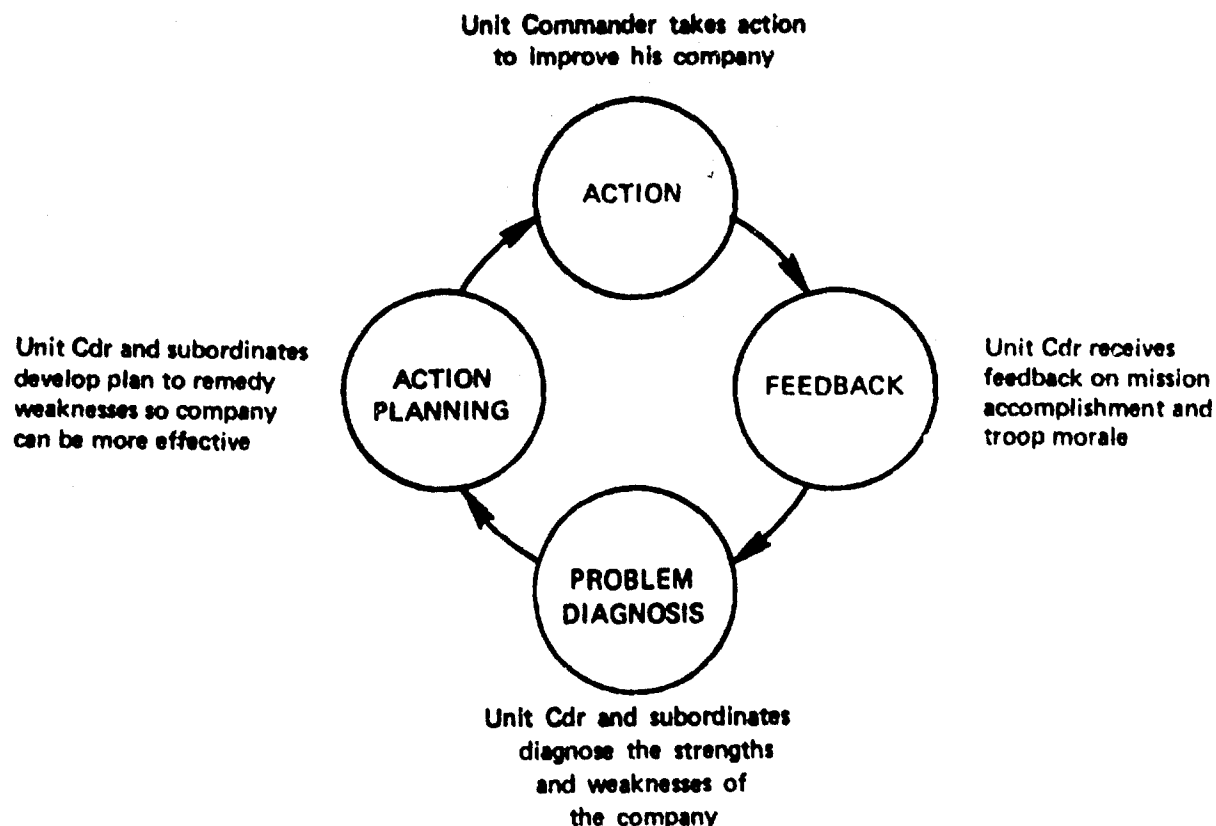 Unit Commander takes action
to improve his company
ACTION
FEEDBACK
Unit Cdr receives
feedback on mission
accomplishment and
troop morale
PROBLEM
DIAGNOSIS
Unit Cdr and subordinates
diagnose the strengths
and weaknesses of
the company
ACTION
PLANNING
Unit Cdr and subordinates
develop plan to remedy
weaknesses so company
can be more effective